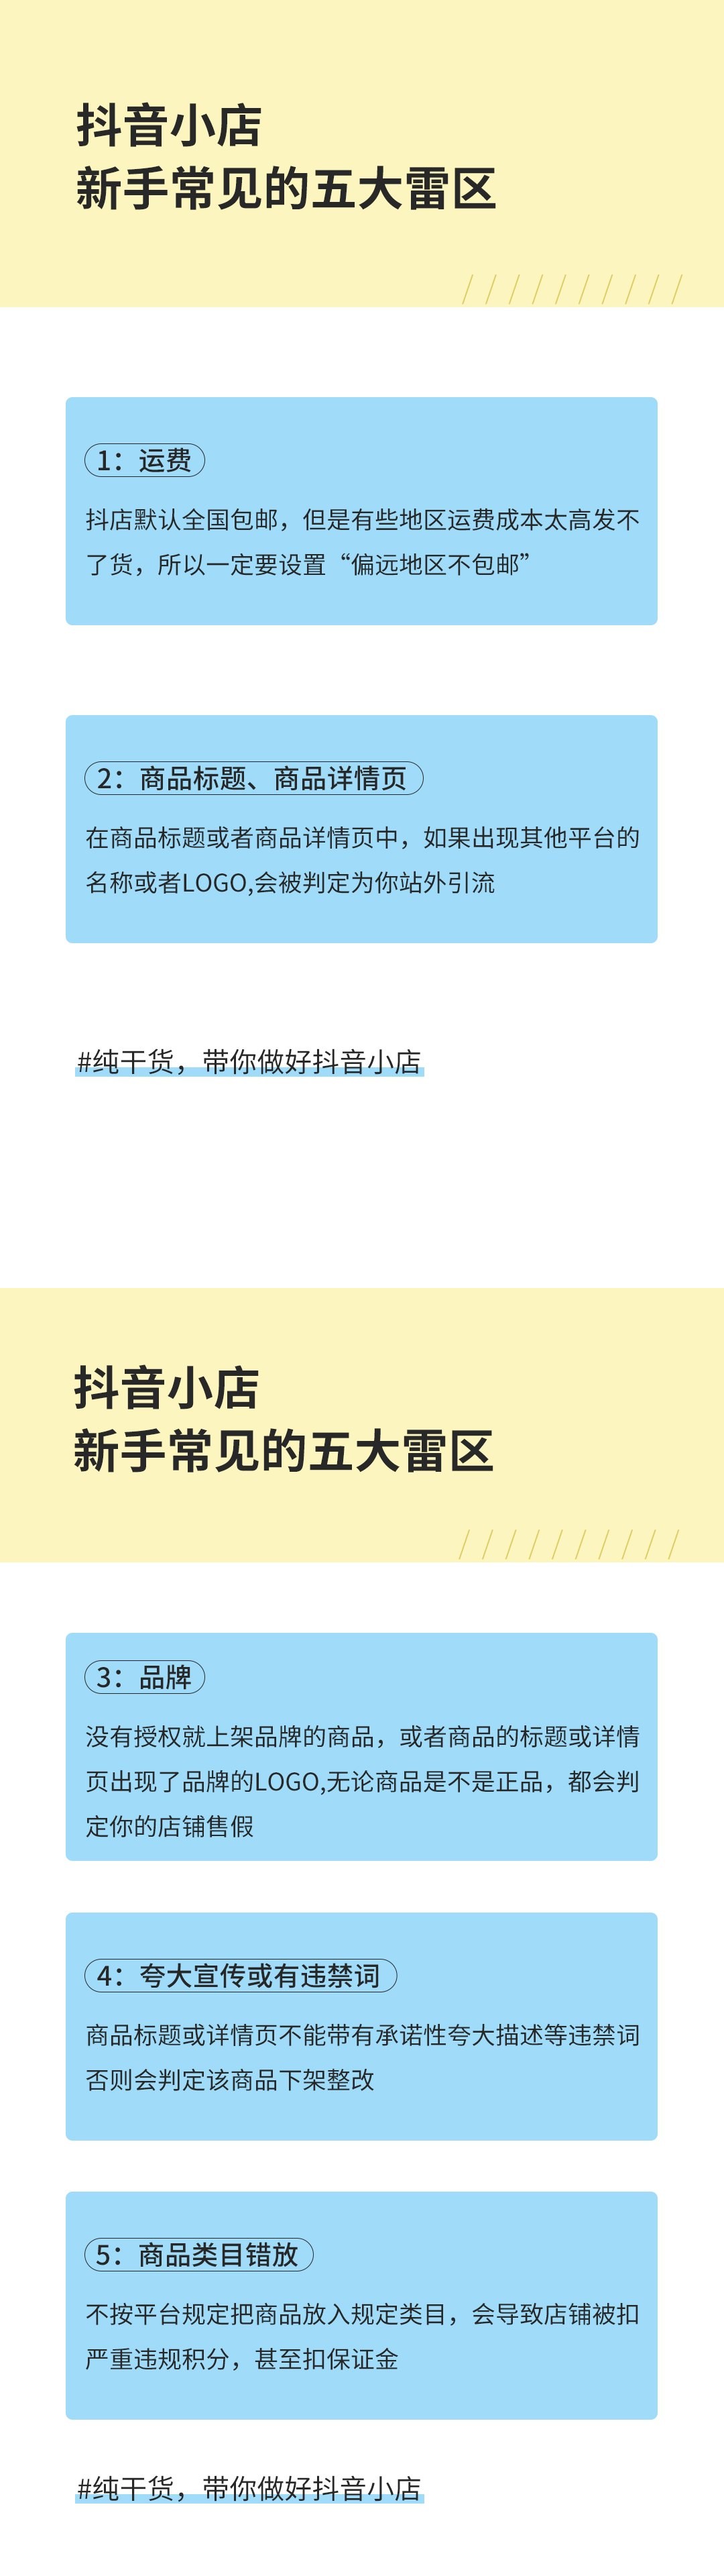 抖音小店
新手常见的五大雷区
1：运费
抖店默认全国包邮，但是有些地区运费成本太高发不
了货，所以一定要设置“偏远地区不包邮”
2：商品标题、商品详情页
在商品标题或者商品详情页中，如果出现其他平台的
名称或者LOGO,会被判定为你站外引流
#纯干货，带你做好抖音小店
抖音小店
新手常见的五大雷区
3：品牌
没有授权就上架品牌的商品，或者商品的标题或详情
页出现了品牌的LOGO,无论商品是不是正品，都会判
定你的店铺售假
4：夸大宣传或有违禁词
商品标题或详情页不能带有承诺性夸大描述等违禁词
否则会判定该商品下架整改
5：商品类目错放
不按平台规定把商品放入规定类目，会导致店铺被扣
严重违规积分，甚至扣保证金
#纯干货，带你做好抖音小店